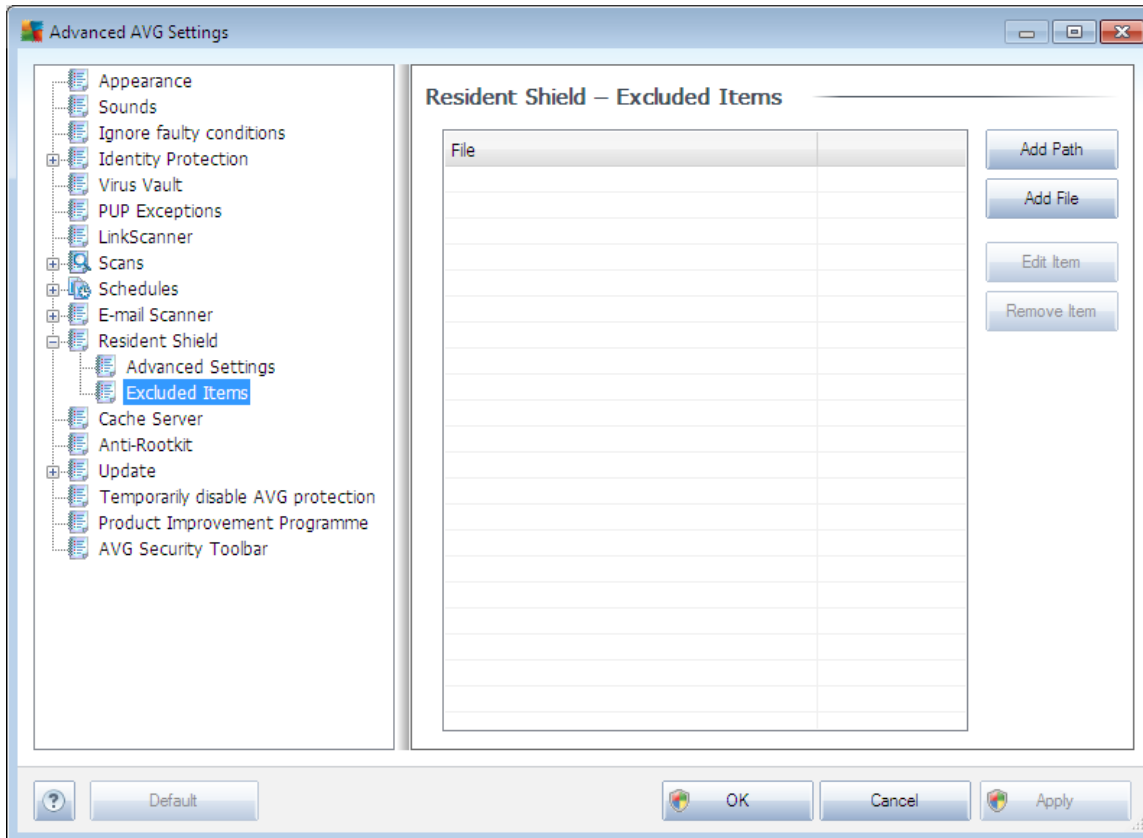 Advanced AVG Settings
Appearance
Sounds
Ignore faulty conditions
Identity Protection
Virus Vault
PUP Exceptions
LinkScanner
Scans
Schedules
E-mail Scanner
Resident Shield
Advanced Settings
Excluded Items
Cache Server
Anti-Rootkit
Update
Temporarily disable AVG protection
Product Improvement Programme
AVG Security Toolbar
Resident Shield – Excluded Items
File
Add Path
Add File
Edit Item
Remove Item
?
Default
OK
Cancel
Apply